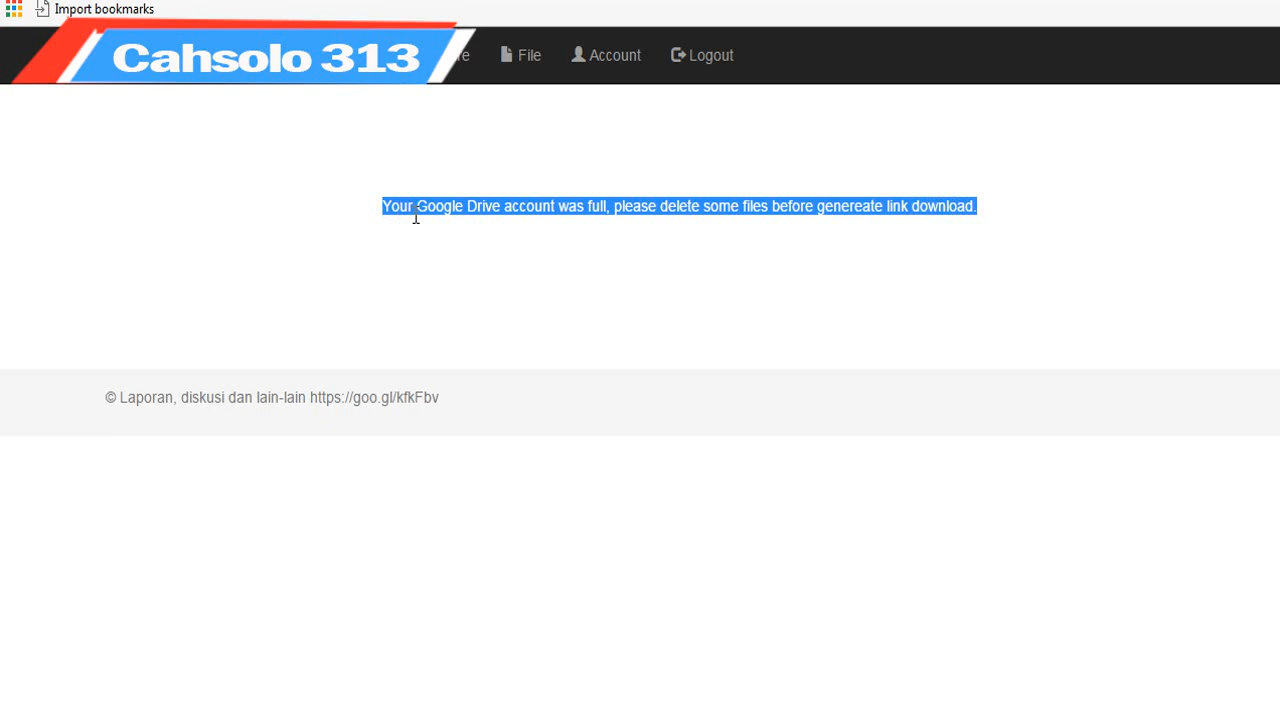 Import bookmarks
Cahsolo 313
File Account Logout
Your Google Drive account was full, please delete some files before genereate link download.
© Laporan, diskusi dan lain-lain https://goo.gl/kfkFbv